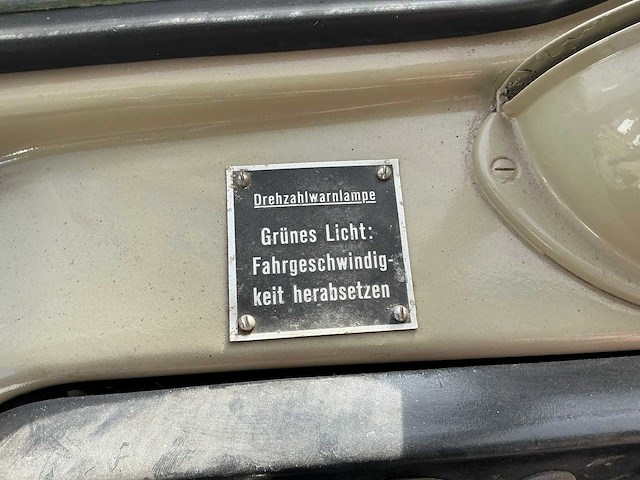 Drehzahlwarnlampe
Grünes Licht:
Fahrgeschwindig-
keit herabsetzen